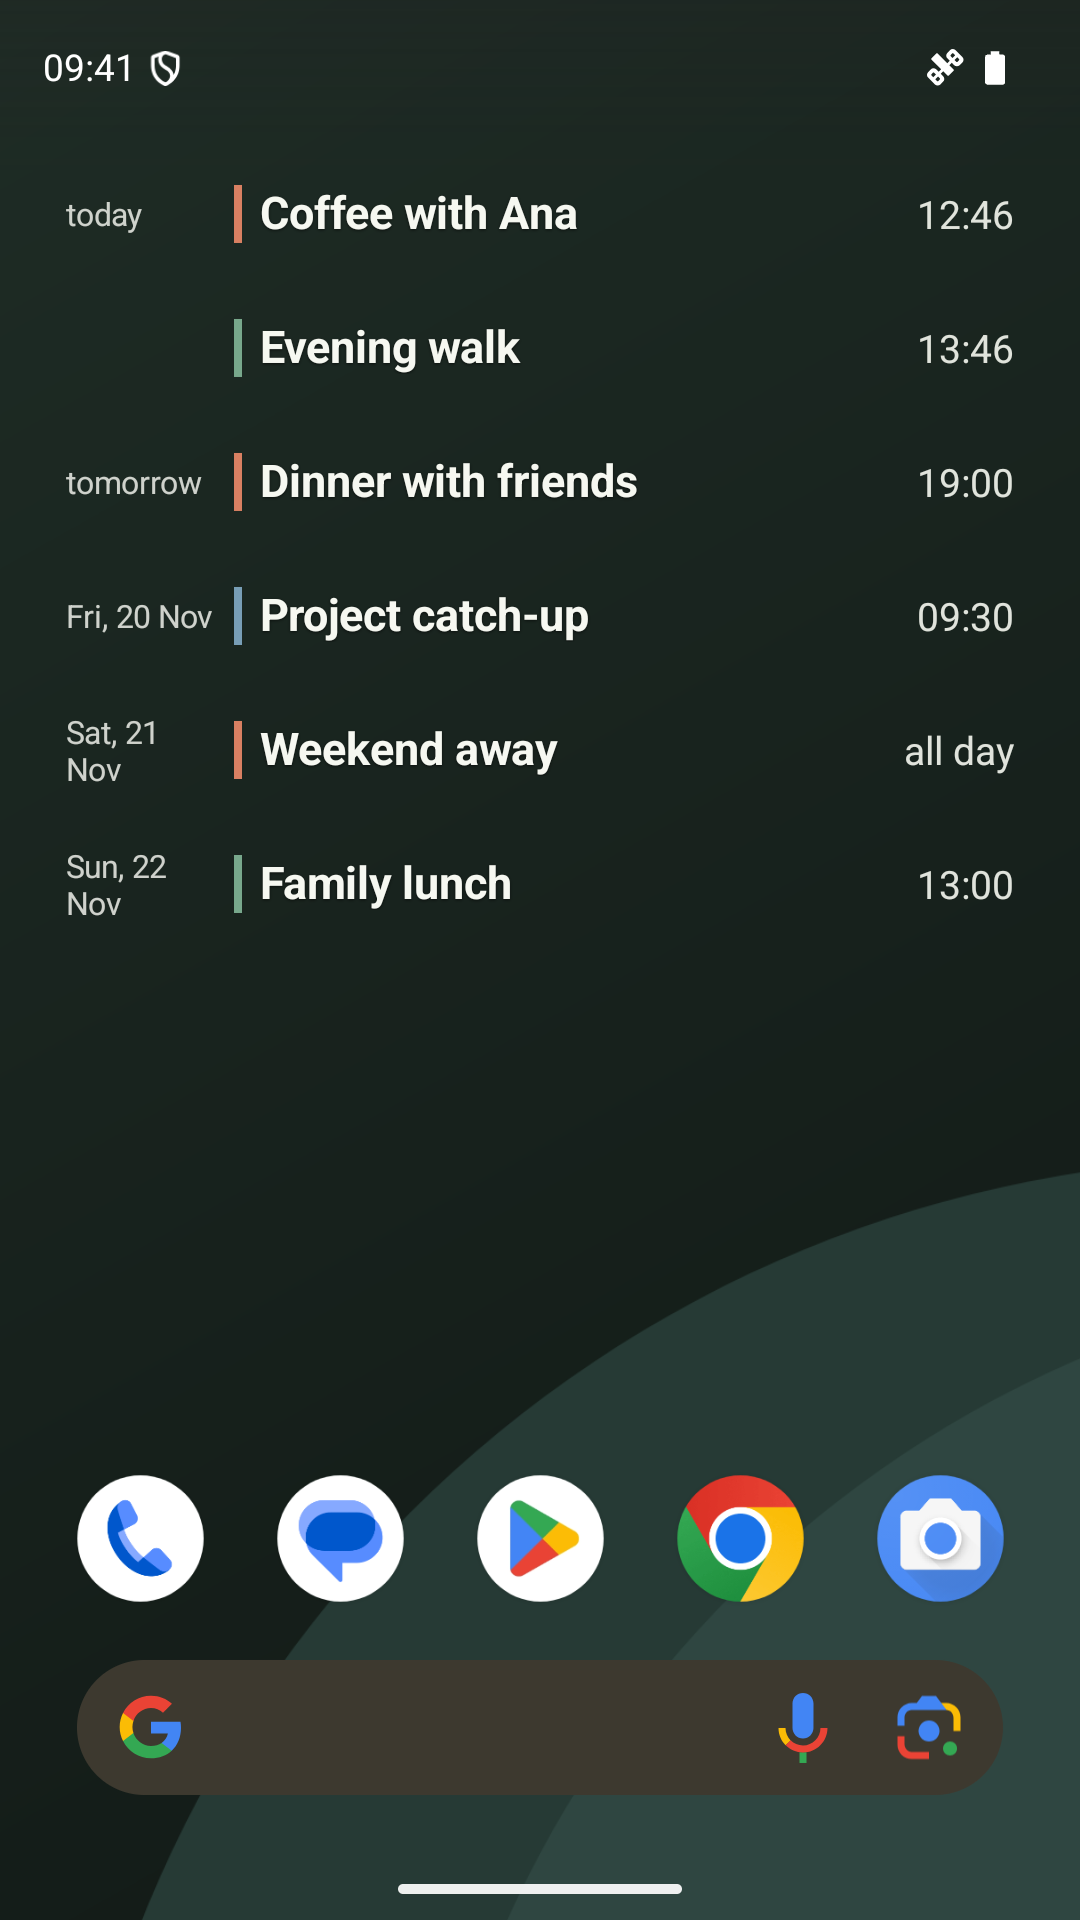 09:41
today Coffee with Ana 12:46
Evening walk 13:46
tomorrow Dinner with friends 19:00
Fri, 20 Nov Project catch-up 09:30
Sat, 21 Nov Weekend away all day
Sun, 22 Nov Family lunch 13:00